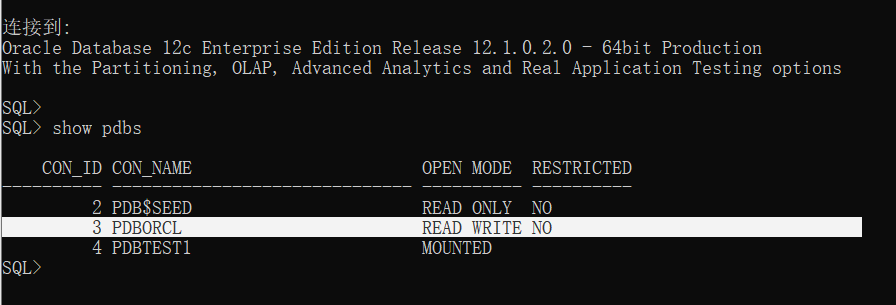 连接到:
Oracle Database 12c Enterprise Edition Release 12.1.0.2.0 - 64bit Production
With the Partitioning, OLAP, Advanced Analytics and Real Application Testing options
SQL>
SQL> show pdbs
CON_ID CON_NAME OPEN MODE RESTRICTED
---------- ------------------------------ ---------- ----------
2 PDB$SEED READ ONLY NO
3 PDBORCL READ WRITE NO
4 PDBTEST1 MOUNTED
SQL>